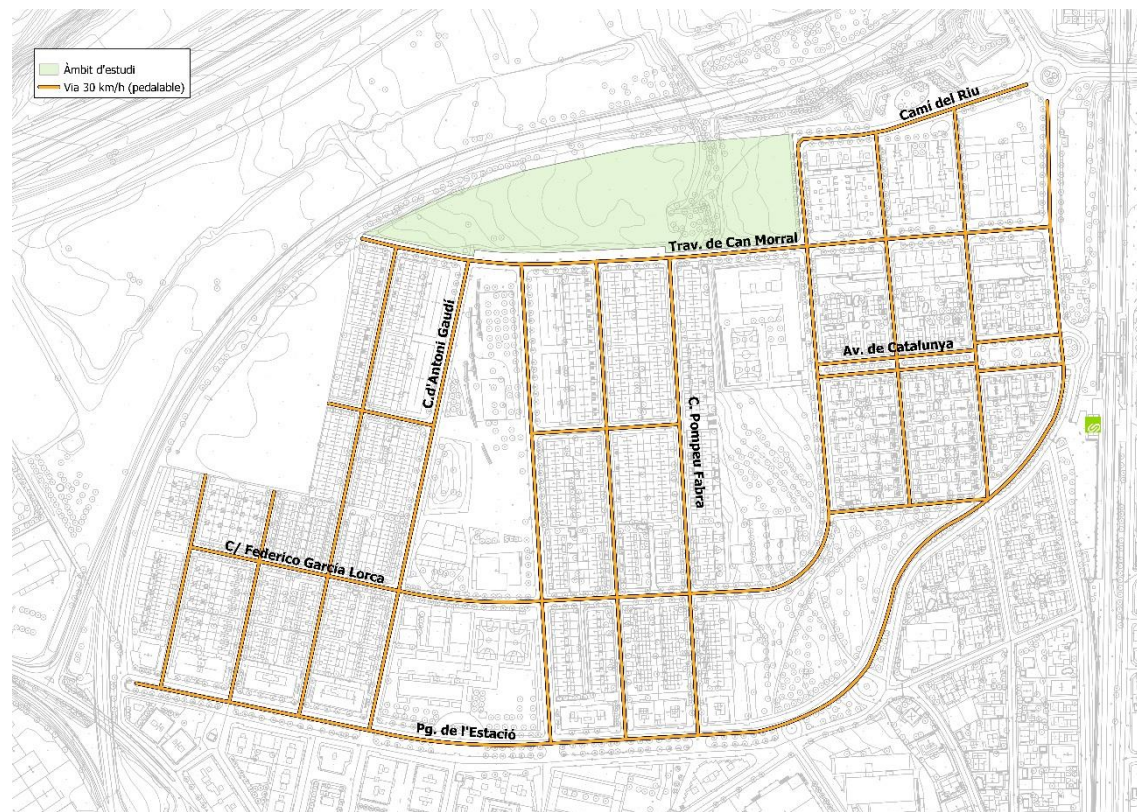 Àmbit d'estudi
Via 30 km/h (pedalable)
Camí del Riu
Trav. de Can Morral
C.d'Antoni Gaudí
Av. de Catalunya
C. Pompeu Fabra
C/ Federico García Lorca
Pg. de l'Estació